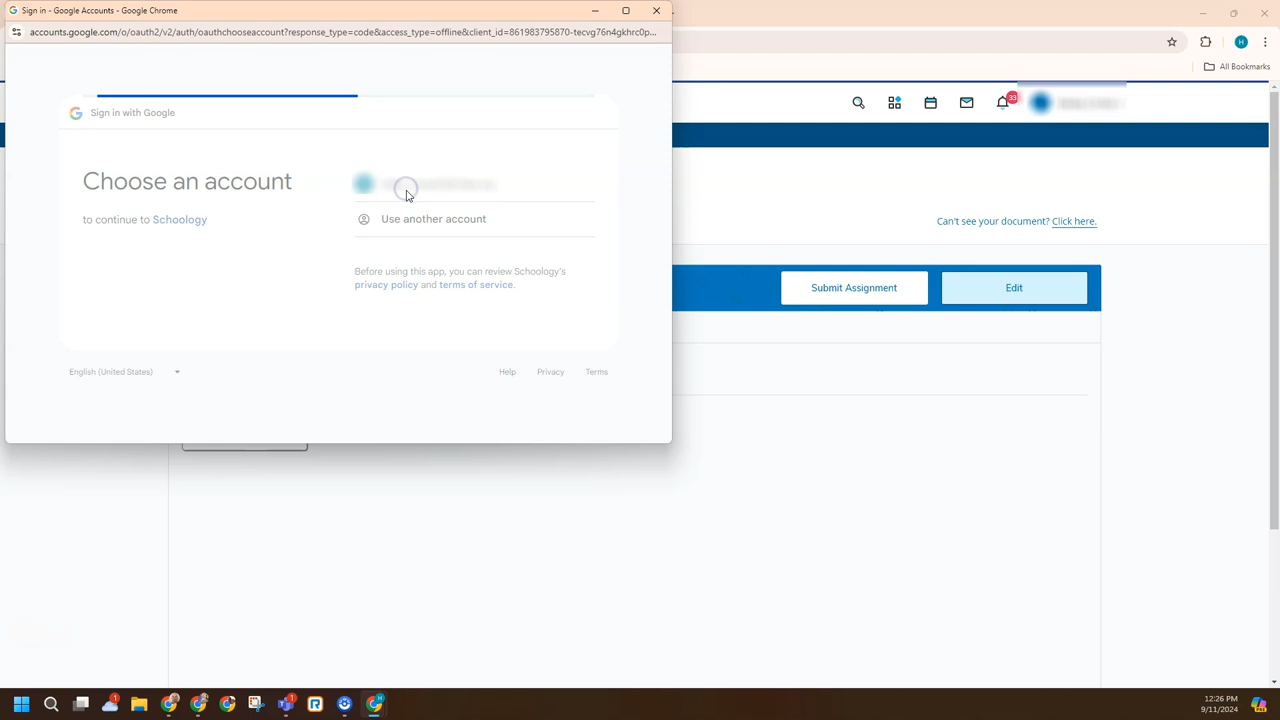 Sign in - Google Accounts - Google Chrome
accounts.google.com/o/oauth2/v2/auth/oauthchooseaccount?response_type=code&access_type=offline&client_id=861983795870-tecvg76n4gkhrc0p...
All Bookmarks
Sign in with Google
33
Choose an account
to continue to Schoology
Use another account
Can't see your document? Click here.
Before using this app, you can review Schoology's
privacy policy and terms of service.
Submit Assignment
Edit
English (United States)
Help
Privacy
Terms
12:26 PM
9/11/2024